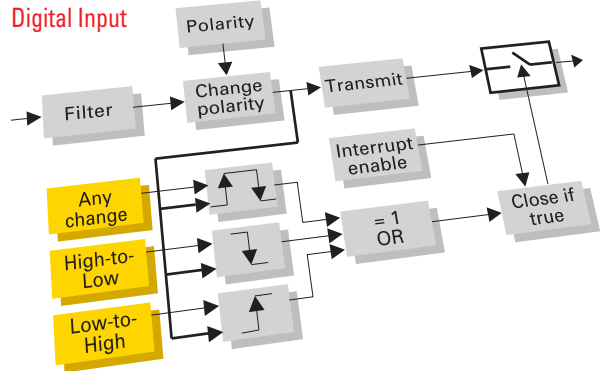 Digital Input
Polarity
Filter
Change
polarity
Transmit
Interrupt
enable
Any
change
High-to-
Low
Low-to-
High
= 1
OR
Close if
true